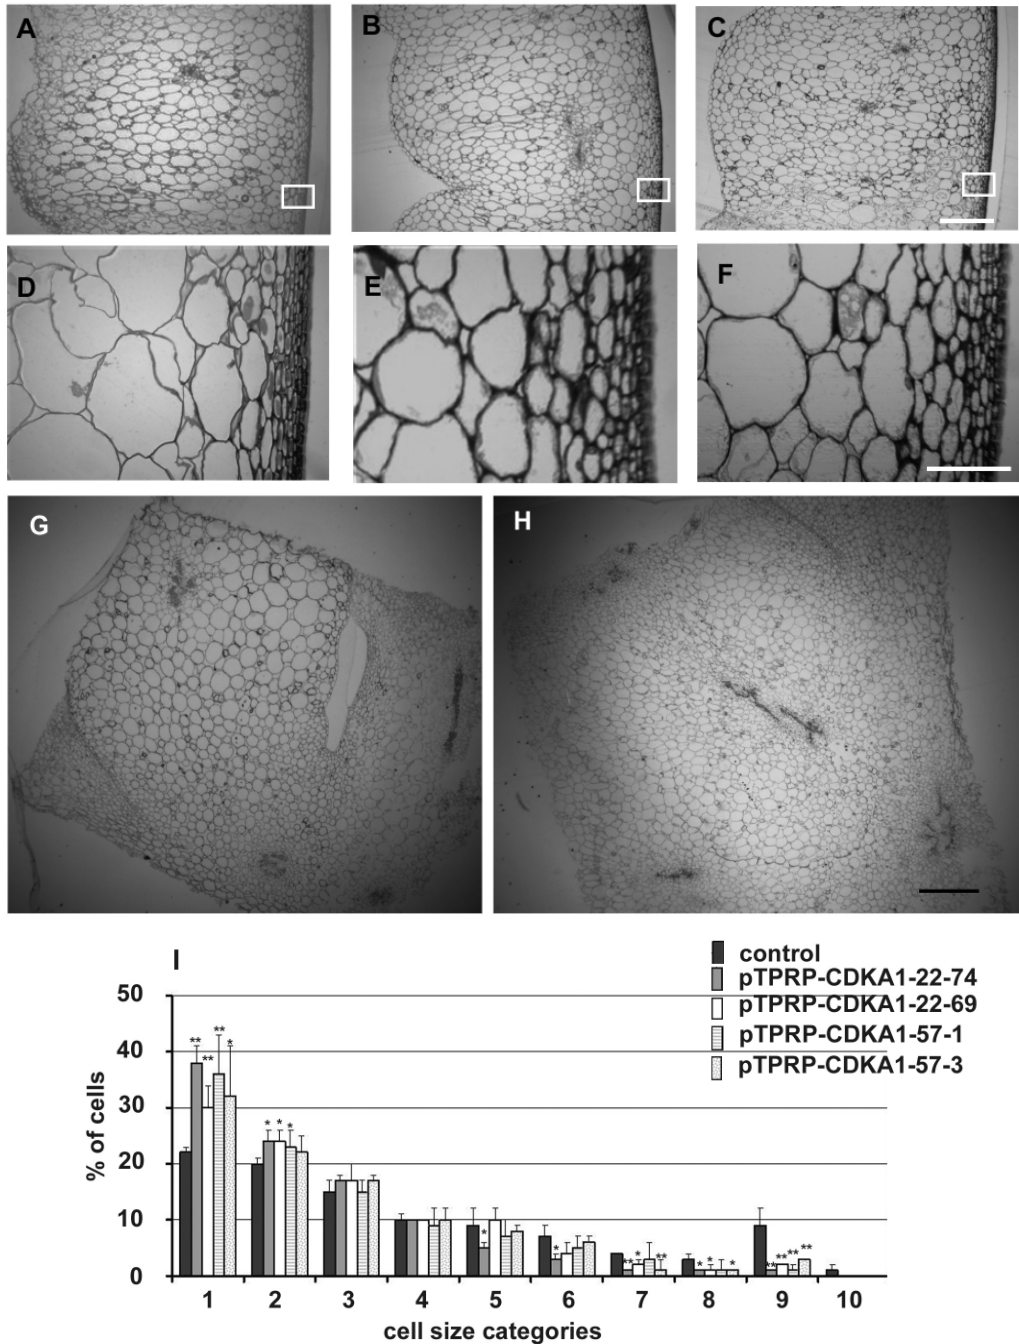 A
B
C
D
E
F
G
H
I
control
pTPRP-CDKA1-22-74
pTPRP-CDKA1-22-69
pTPRP-CDKA1-57-1
pTPRP-CDKA1-57-3
% of cells
50
40
30
20
10
0
** ** ** *
* * *
*
*
** * **
* * *
** ** ** **
1 2 3 4 5 6 7 8 9 10
cell size categories